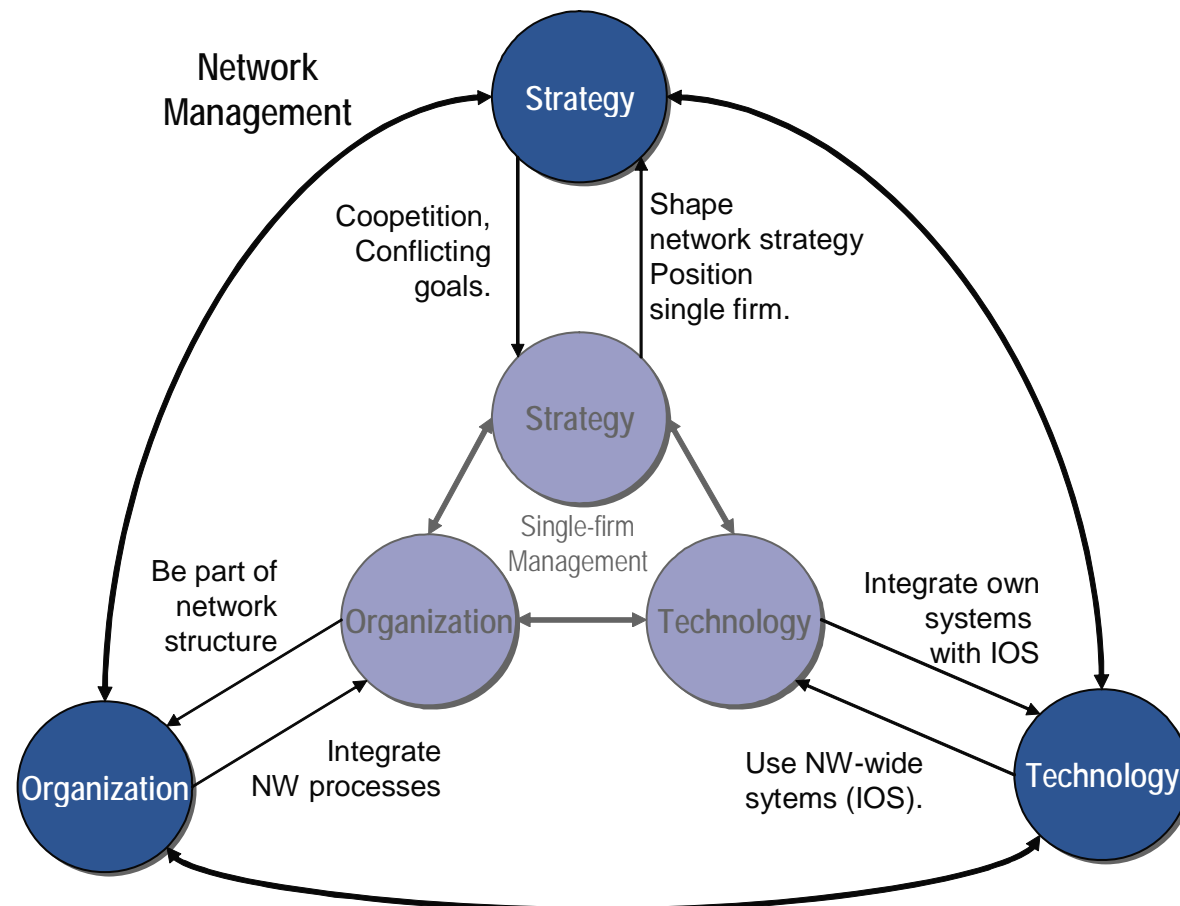 Network
Management
Strategy
Coopetition,
Conflicting
goals.
Shape
network strategy
Position
single firm.
Strategy
Single-firm
Management
Be part of
network
structure
Organization
Technology
Integrate own
systems
with IOS
Integrate
NW processes
Use NW-wide
sytems (IOS).
Organization
Technology